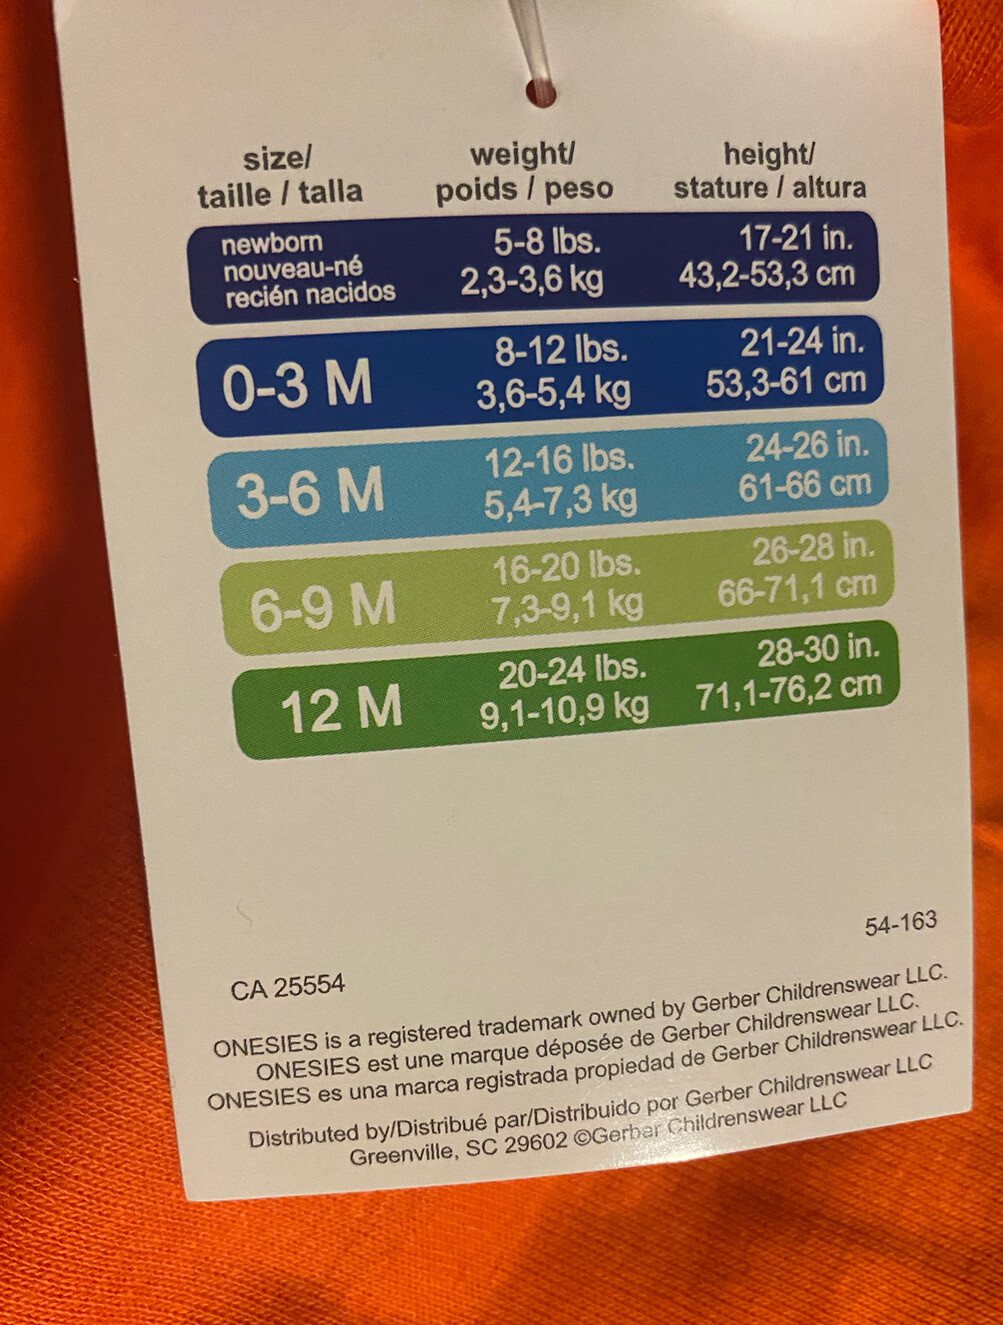 size/ weight/ height/
taille / talla poids / peso stature / altura
newborn 5-8 lbs. 17-21 in.
nouveau-né 2,3-3,6 kg 43,2-53,3 cm
recién nacidos
0-3 M 8-12 lbs. 21-24 in.
3,6-5,4 kg 53,3-61 cm
3-6 M 12-16 lbs. 24-26 in.
5,4-7,3 kg 61-66 cm
6-9 M 16-20 lbs. 26-28 in.
7,3-9,1 kg 66-71,1 cm
12 M 20-24 lbs. 28-30 in.
9,1-10,9 kg 71,1-76,2 cm
54-163
CA 25554
ONESIES is a registered trademark owned by Gerber Childrenswear LLC.
ONESIES est une marque déposée de Gerber Childrenswear LLC.
ONESIES es una marca registrada propiedad de Gerber Childrenswear LLC.
Distributed by/Distribué par/Distribuido por Gerber Childrenswear LLC
Greenville, SC 29602 ©Gerber Childrenswear LLC